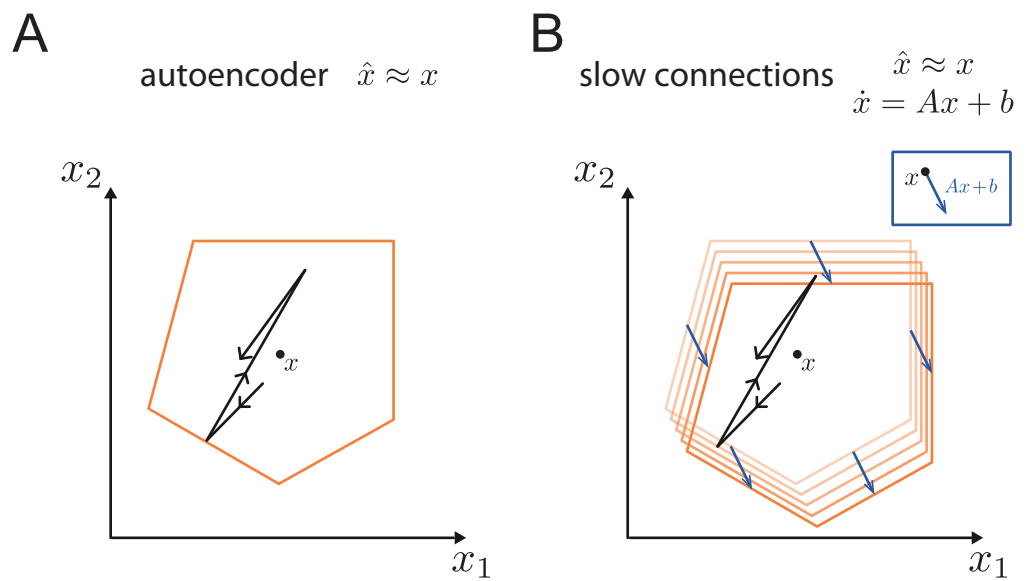 A
autoencoder x̂ ≈ x
x₂
x
x₁
B
slow connections x̂ ≈ x
ẋ = Ax + b
x Ax+b
x₂
x
x₁